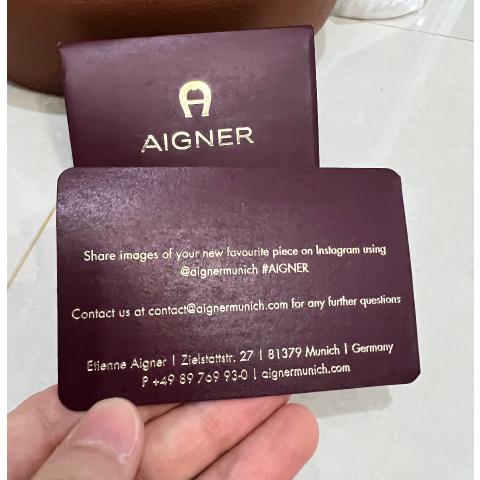 AIGNER
Share images of your new favourite piece on Instagram using
@aignermunich #AIGNER
Contact us at contact@aignermunich.com for any further questions
Etienne Aigner | Zielstattstr. 27 | 81379 Munich | Germany
P +49 89 769 93-0 | aignermunich.com